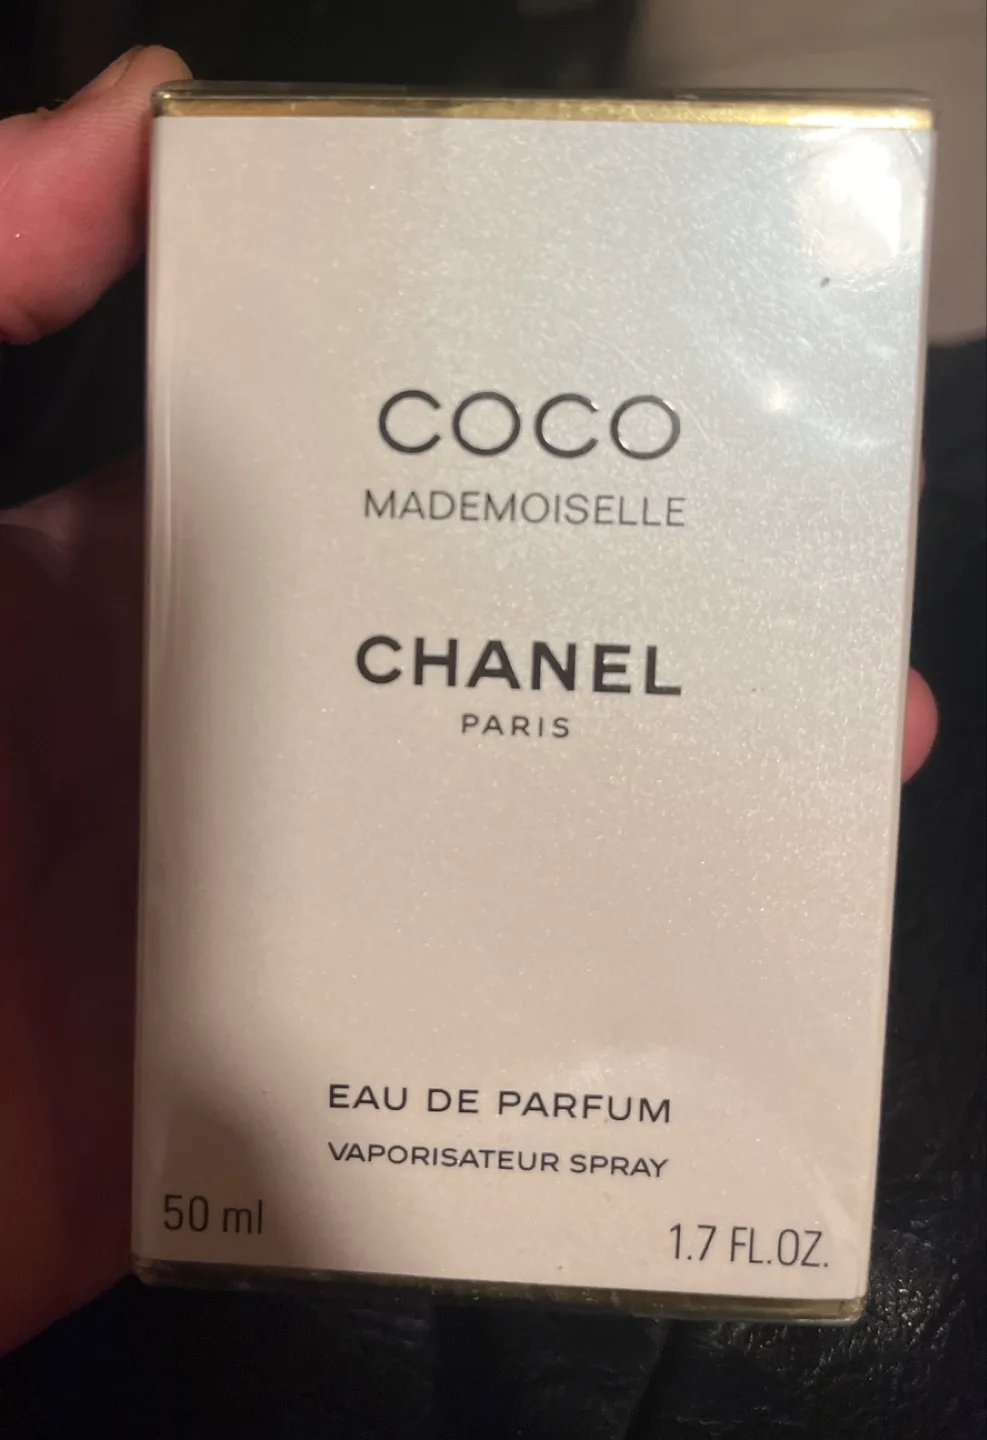 COCO
MADEMOISELLE
CHANEL
PARIS
EAU DE PARFUM
VAPORISATEUR SPRAY
50 ml
1.7 FL.OZ.